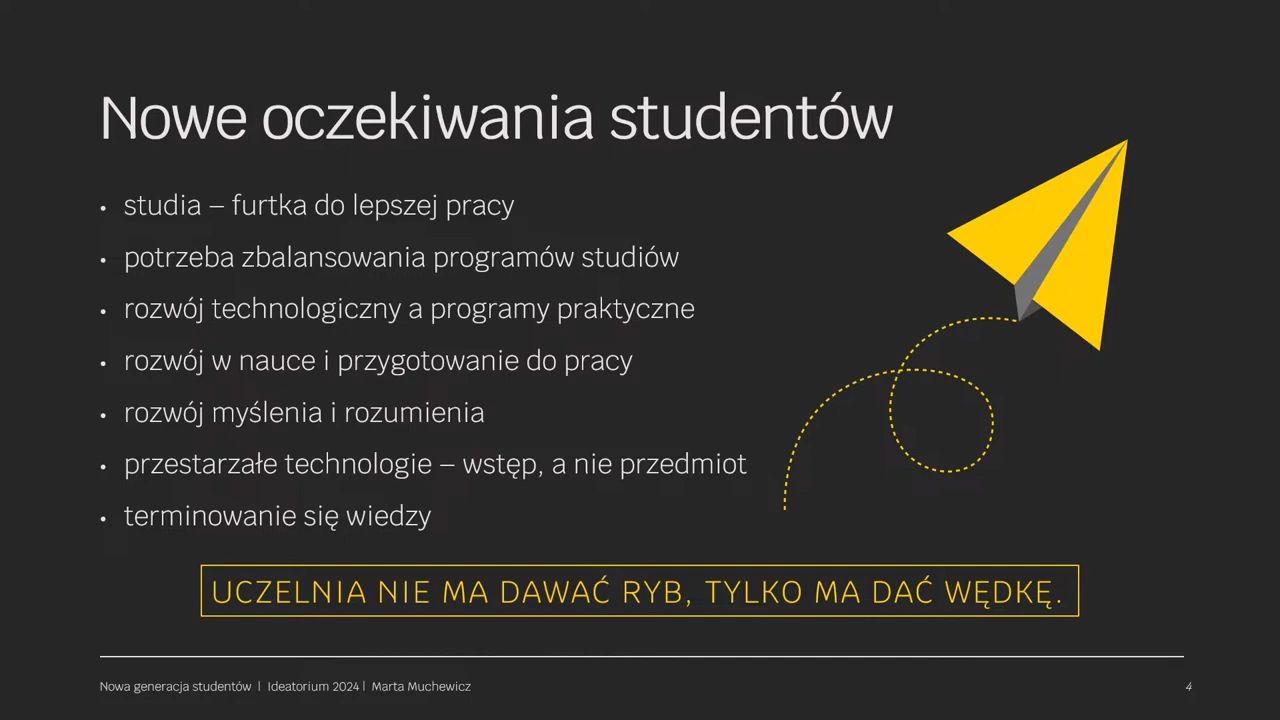 Nowe oczekiwania studentów
• studia – furtka do lepszej pracy
• potrzeba zbalansowania programów studiów
• rozwój technologiczny a programy praktyczne
• rozwój w nauce i przygotowanie do pracy
• rozwój myślenia i rozumienia
• przestarzałe technologie – wstęp, a nie przedmiot
• terminowanie się wiedzy
UCZELNIA NIE MA DAWAĆ RYB, TYLKO MA DAĆ WĘDKĘ.
Nowa generacja studentów | Ideatorium 2024 | Marta Muchewicz 4